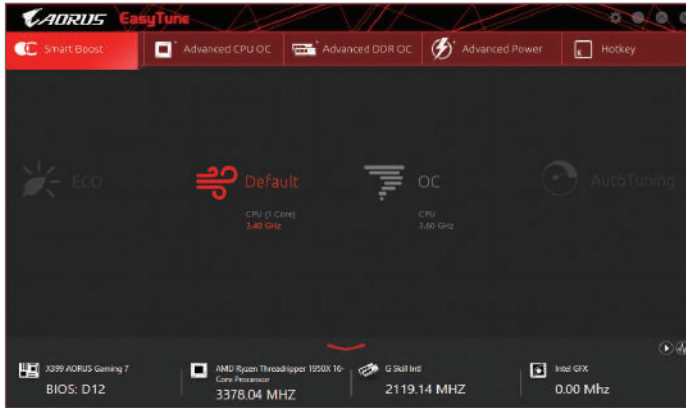 AORUS EasyTune
Smart Boost
Advanced CPU OC
Advanced DDR OC
Advanced Power
Hotkey
K
ECO
Default
CPU (1 Core)
3.40 GHz
OC
CPU
3.60 GHz
AutoTuning
X399 AORUS Gaming 7
BIOS: D12
AMD Ryzen Threadripper 1950X 16-
Core Processor
3378.04 MHZ
G Skill Intl
2119.14 MHZ
Intel GFX
0.00 Mhz